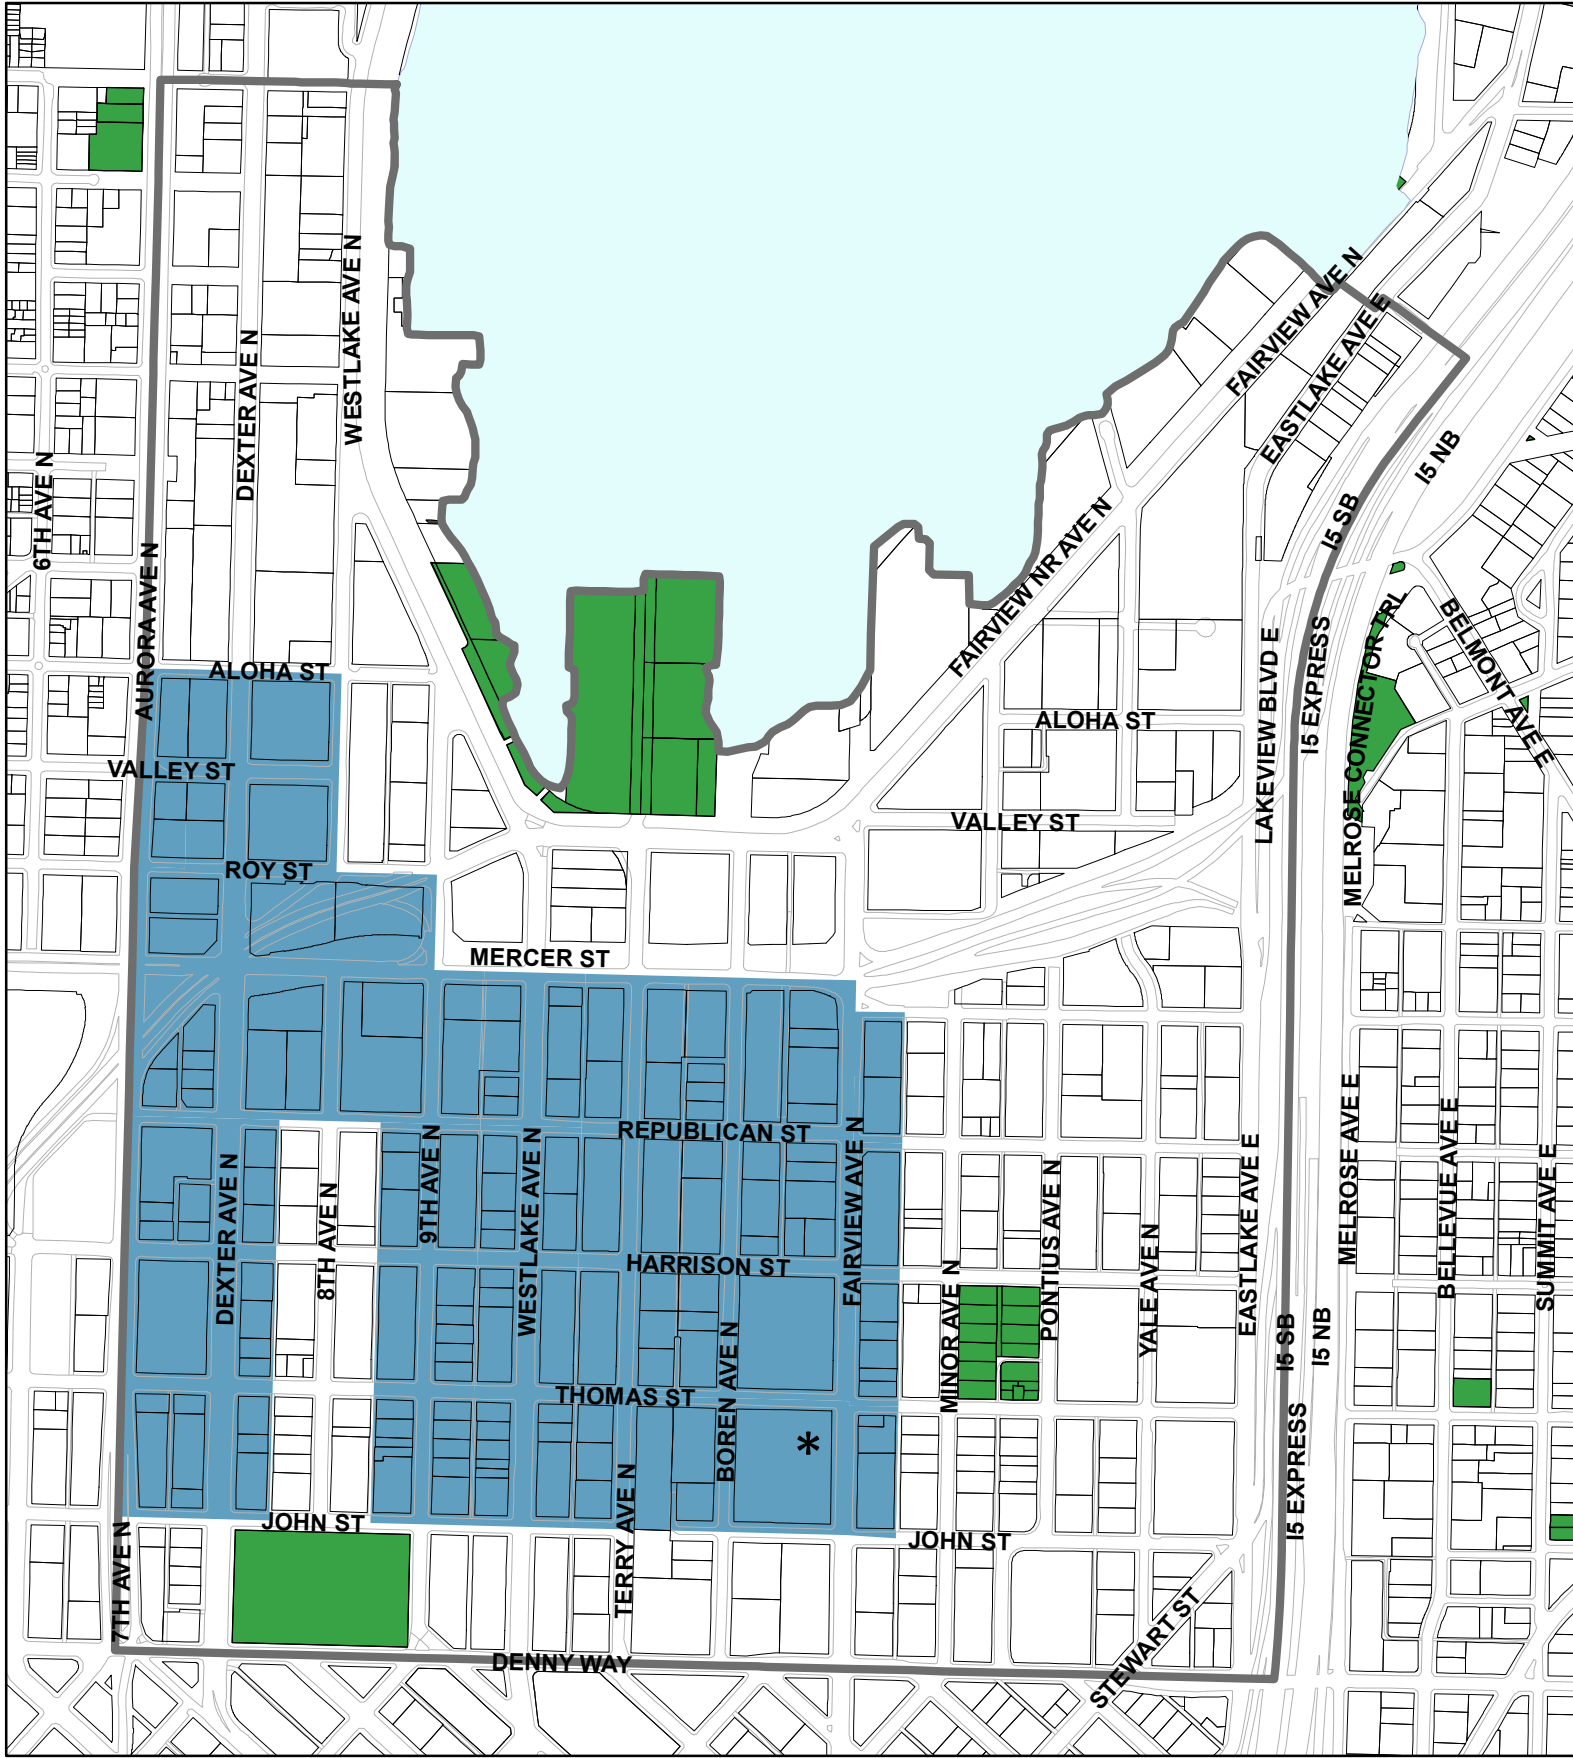 WESTLAKE AVE N
FAIRVIEW AVE N
EASTLAKE AVE E
DEXTER AVE N
6TH AVE N
I5 NB
I5 SB
AURORA AVE N
FAIRVIEW NR AVE N
MELROSE CONNECTOR TRL
BELMONT AVE E
I5 EXPRESS
LAKEVIEW BLVD E
ALOHA ST
ALOHA ST
VALLEY ST
VALLEY ST
ROY ST
MERCER ST
REPUBLICAN ST
DEXTER AVE N
8TH AVE N
9TH AVE N
WESTLAKE AVE N
FAIRVIEW AVE N
HARRISON ST
MINOR AVE N
PONTIUS AVE N
YALE AVE N
EASTLAKE AVE E
MELROSE AVE E
BELLEVUE AVE E
SUMMIT AVE E
I5 SB
I5 NB
THOMAS ST
BOREN AVE N
*
I5 EXPRESS
TERRY AVE N
JOHN ST
JOHN ST
7TH AVE N
DENNY WAY
STEWART ST